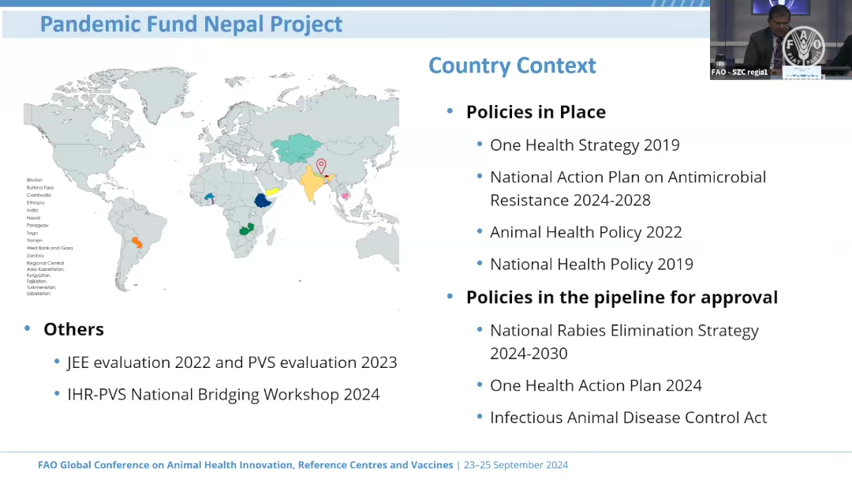 Pandemic Fund Nepal Project
FAO - SZC regia1
FAO
Country Context
Policies in Place
One Health Strategy 2019
National Action Plan on Antimicrobial
Resistance 2024-2028
Animal Health Policy 2022
National Health Policy 2019
Policies in the pipeline for approval
National Rabies Elimination Strategy
2024-2030
One Health Action Plan 2024
Infectious Animal Disease Control Act
Bhutan
Burkina Faso
Cambodia
Ethiopia
India
Nepal
Paraguay
Togo
Yemen
West Bank and Gaza
Zambia
Regional Central
Asia: Kazakhstan,
Kyrgyzstan,
Tajikistan,
Turkmenistan,
Uzbekistan.
Others
JEE evaluation 2022 and PVS evaluation 2023
IHR-PVS National Bridging Workshop 2024
FAO Global Conference on Animal Health Innovation, Reference Centres and Vaccines | 23–25 September 2024